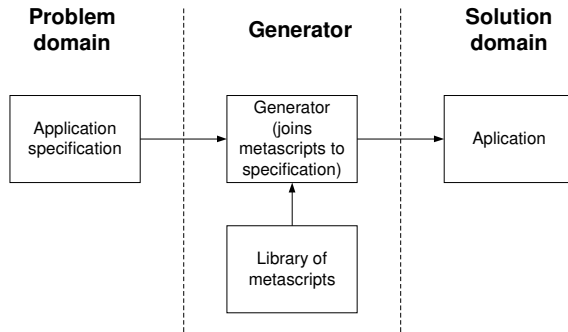 Problem
domain
Generator
Solution
domain
Application
specification
Generator
(joins
metascripts to
specification)
Aplication
Library of
metascripts